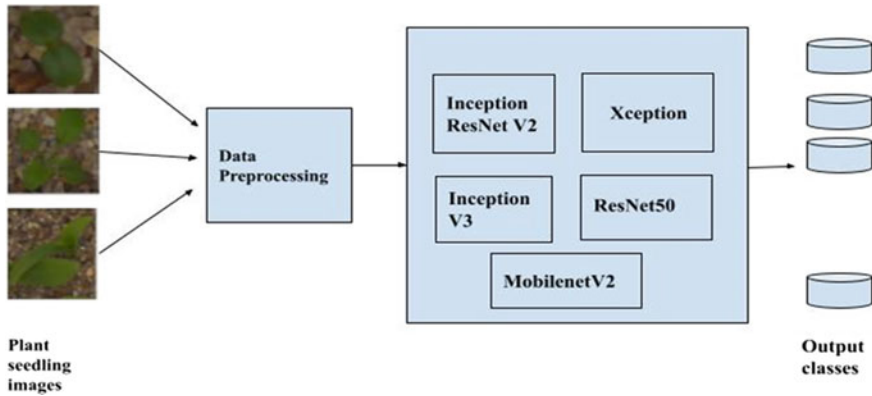 Plant
seedling
images
Data
Preprocessing
Inception
ResNet V2
Xception
Inception
V3
ResNet50
MobilenetV2
Output
classes